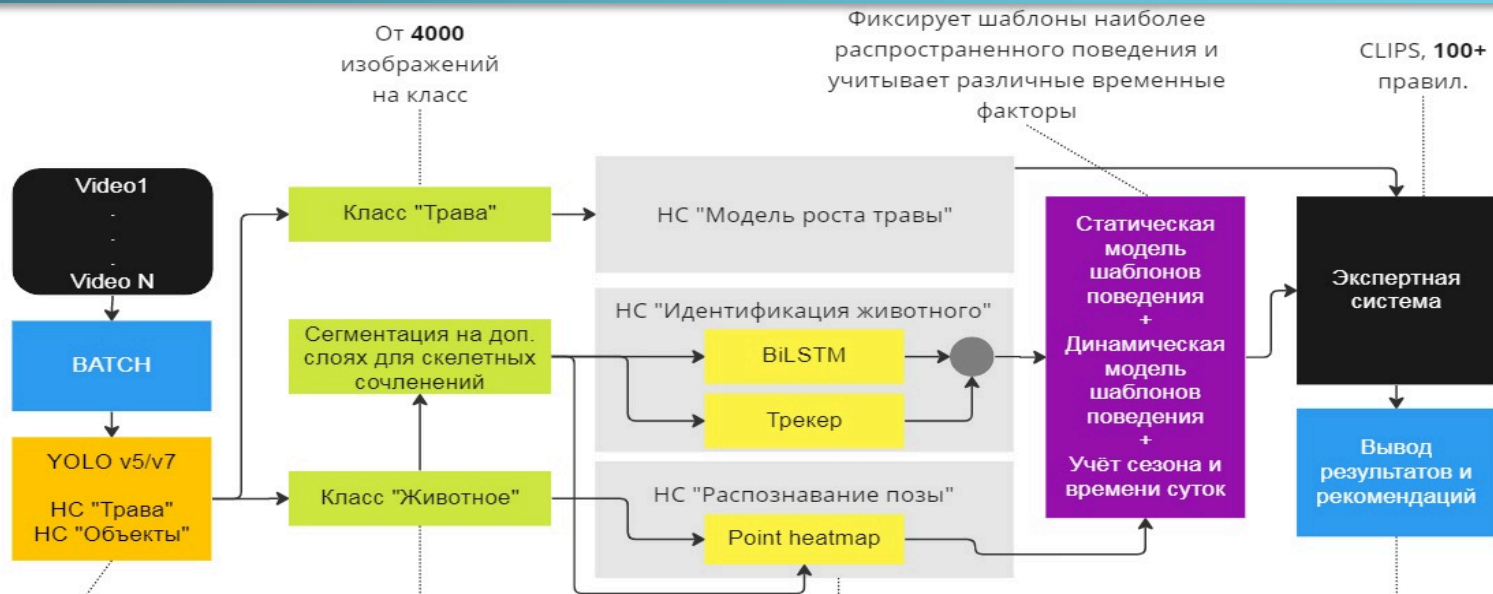 От 4000
изображений
на класс
Фиксирует шаблоны наиболее
распространенного поведения и
учитывает различные временные
факторы
CLIPS, 100+
правил.
Video1
.
.
.
Video N
BATCH
YOLO v5/v7
НС "Трава"
НС "Объекты"
Класс "Трава"
Сегментация на доп.
слоях для скелетных
сочленений
Класс "Животное"
НС "Модель роста травы"
НС "Идентификация животного"
BiLSTM
Трекер
НС "Распознавание позы"
Point heatmap
Статическая
модель
шаблонов
поведения
+
Динамическая
модель
шаблонов
поведения
+
Учёт сезона и
времени суток
Экспертная
система
Вывод
результатов и
рекомендаций